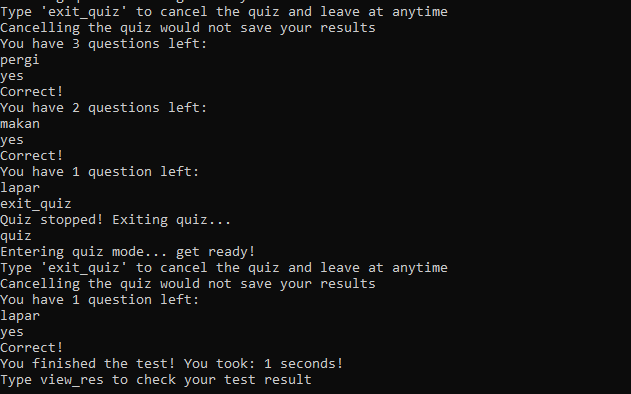 Type 'exit_quiz' to cancel the quiz and leave at anytime
Cancelling the quiz would not save your results
You have 3 questions left:
pergi
yes
Correct!
You have 2 questions left:
makan
yes
Correct!
You have 1 question left:
lapar
exit_quiz
Quiz stopped! Exiting quiz...
quiz
Entering quiz mode... get ready!
Type 'exit_quiz' to cancel the quiz and leave at anytime
Cancelling the quiz would not save your results
You have 1 question left:
lapar
yes
Correct!
You finished the test! You took: 1 seconds!
Type view_res to check your test result